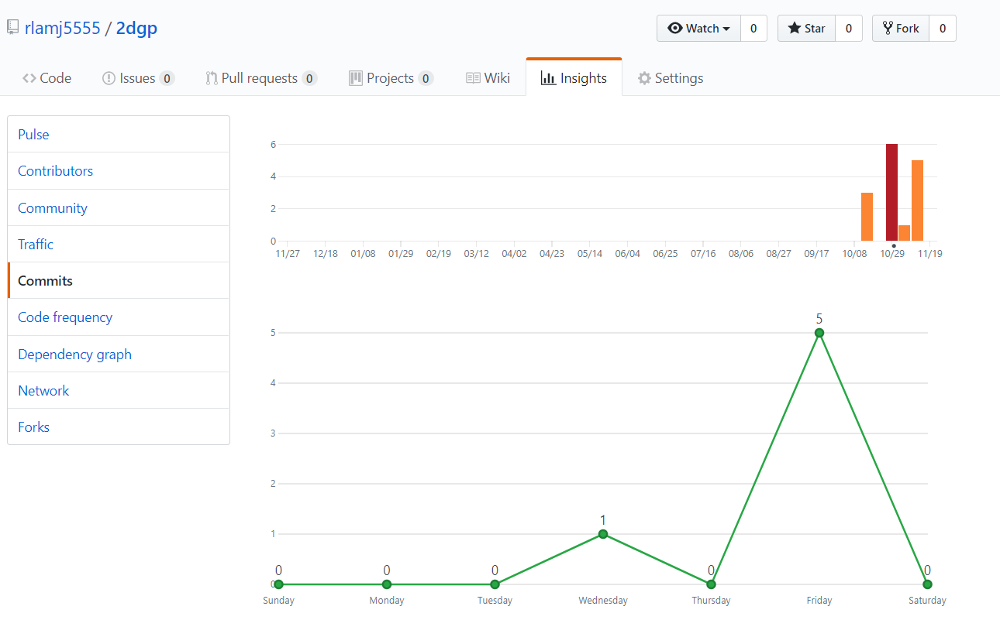 rlamj5555 / 2dgp
Watch 0 Star 0 Fork 0
Code Issues 0 Pull requests 0 Projects 0 Wiki Insights Settings
Pulse
Contributors
Community
Traffic
Commits
Code frequency
Dependency graph
Network
Forks
6
4
2
0
11/27 12/18 01/08 01/29 02/19 03/12 04/02 04/23 05/14 06/04 06/25 07/16 08/06 08/27 09/17 10/08 10/29 11/19
5
5
4
3
2
1
1
0 0 0 0 0
0
Sunday Monday Tuesday Wednesday Thursday Friday Saturday